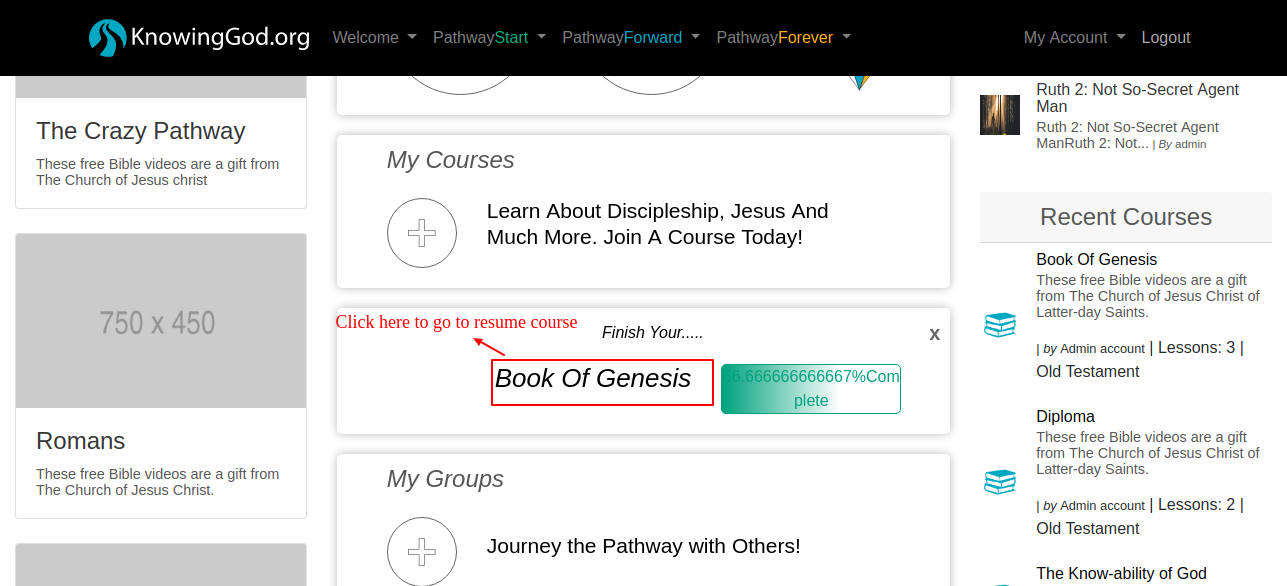 KnowingGod.org
Welcome
PathwayStart
PathwayForward
PathwayForever
My Account
Logout
The Crazy Pathway
These free Bible videos are a gift from
The Church of Jesus christ
750 x 450
Romans
These free Bible videos are a gift from
The Church of Jesus Christ.
My Courses
Learn About Discipleship, Jesus And
Much More. Join A Course Today!
Click here to go to resume course
Finish Your.....
x
Book Of Genesis
6.666666666667%Com
plete
My Groups
Journey the Pathway with Others!
Ruth 2: Not So-Secret Agent
Man
Ruth 2: Not So-Secret Agent
ManRuth 2: Not... | By admin
Recent Courses
Book Of Genesis
These free Bible videos are a gift
from The Church of Jesus Christ of
Latter-day Saints.
| by Admin account | Lessons: 3 |
Old Testament
Diploma
These free Bible videos are a gift
from The Church of Jesus Christ of
Latter-day Saints.
| by Admin account | Lessons: 2 |
Old Testament
The Know-ability of God